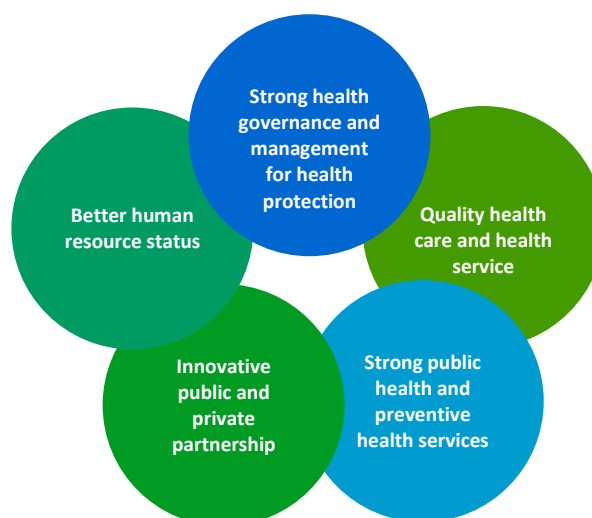 Strong health
governance and
management
for health
protection
Better human
resource status
Quality health
care and health
service
Innovative
public and
private
partnership
Strong public
health and
preventive
health services